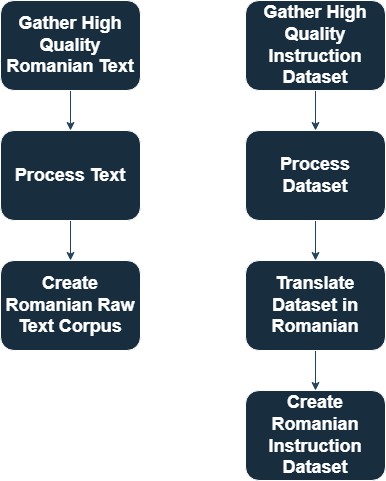 Gather High
Quality
Romanian Text
Process Text
Create
Romanian Raw
Text Corpus
Gather High
Quality
Instruction
Dataset
Process
Dataset
Translate
Dataset in
Romanian
Create
Romanian
Instruction
Dataset